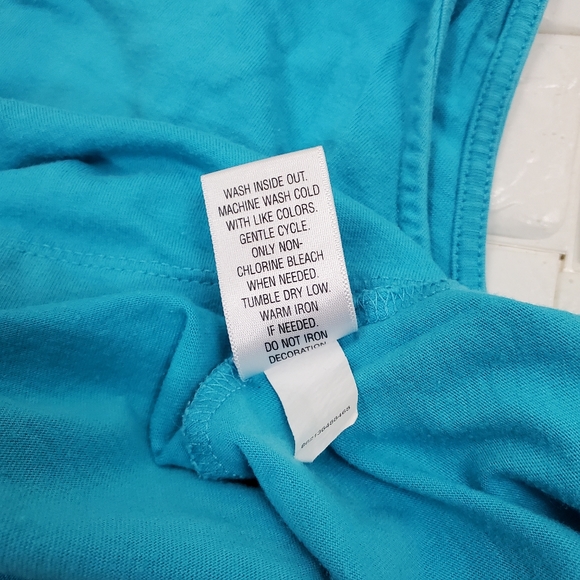 WASH INSIDE OUT.
MACHINE WASH COLD
WITH LIKE COLORS.
GENTLE CYCLE.
ONLY NON-
CHLORINE BLEACH
WHEN NEEDED.
TUMBLE DRY LOW.
WARM IRON
IF NEEDED.
DO NOT IRON
DECORATION